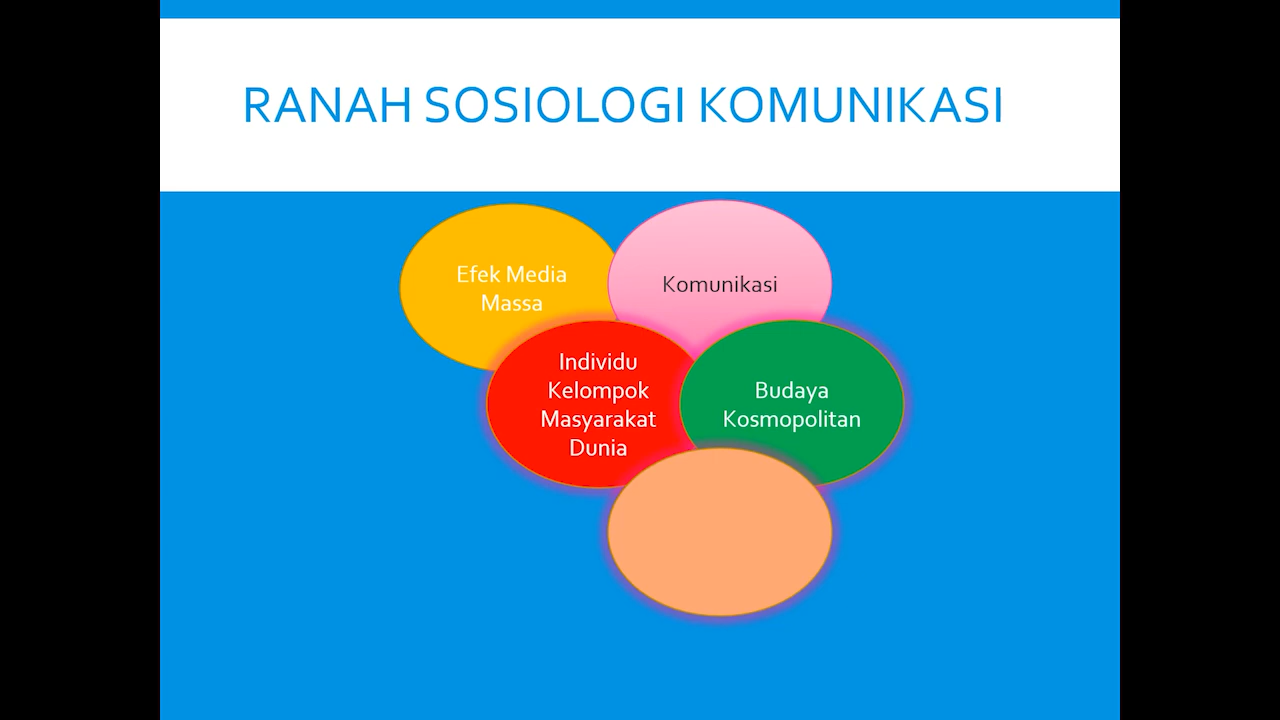 RANAH SOSIOLOGI KOMUNIKASI
Efek Media
Massa
Komunikasi
Individu
Kelompok
Masyarakat
Dunia
Budaya
Kosmopolitan